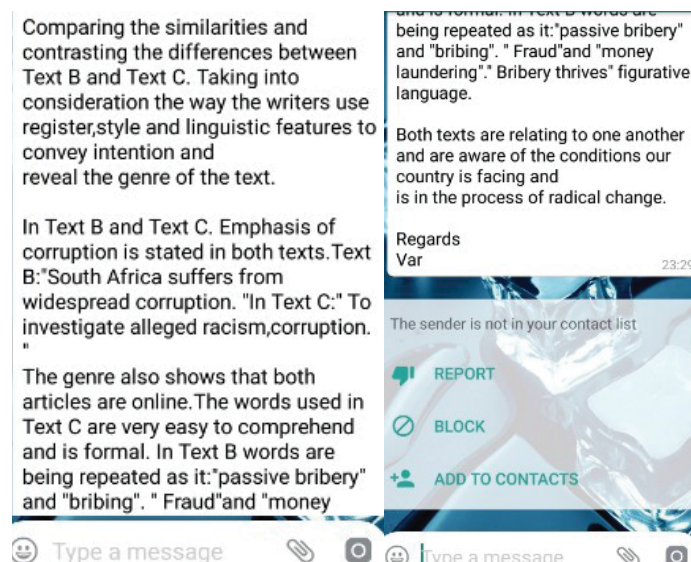 Comparing the similarities and
contrasting the differences between
Text B and Text C. Taking into
consideration the way the writers use
register,style and linguistic features to
convey intention and
reveal the genre of the text.
In Text B and Text C. Emphasis of
corruption is stated in both texts.Text
B:"South Africa suffers from
widespread corruption. "In Text C:" To
investigate alleged racism,corruption.
"
The genre also shows that both
articles are online.The words used in
Text C are very easy to comprehend
and is formal. In Text B words are
being repeated as it:"passive bribery"
and "bribing". " Fraud"and "money
Type a message
and is formal. In Text B words are
being repeated as it:"passive bribery"
and "bribing". " Fraud"and "money
laundering"." Bribery thrives" figurative
language.
Both texts are relating to one another
and are aware of the conditions our
country is facing and
is in the process of radical change.
Regards
Var
23:29
The sender is not in your contact list
REPORT
BLOCK
ADD TO CONTACTS
Type a message